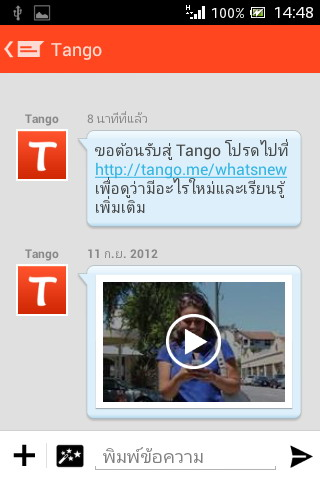 100% 14:48
Tango
Tango 8 นาทีที่แล้ว
T
ขอต้อนรับสู่ Tango โปรดไปที่
http://tango.me/whatsnew
เพื่อดูว่ามีอะไรใหม่และเรียนรู้
เพิ่มเติม
Tango 11 ก.ย. 2012
T
พิมพ์ข้อความ